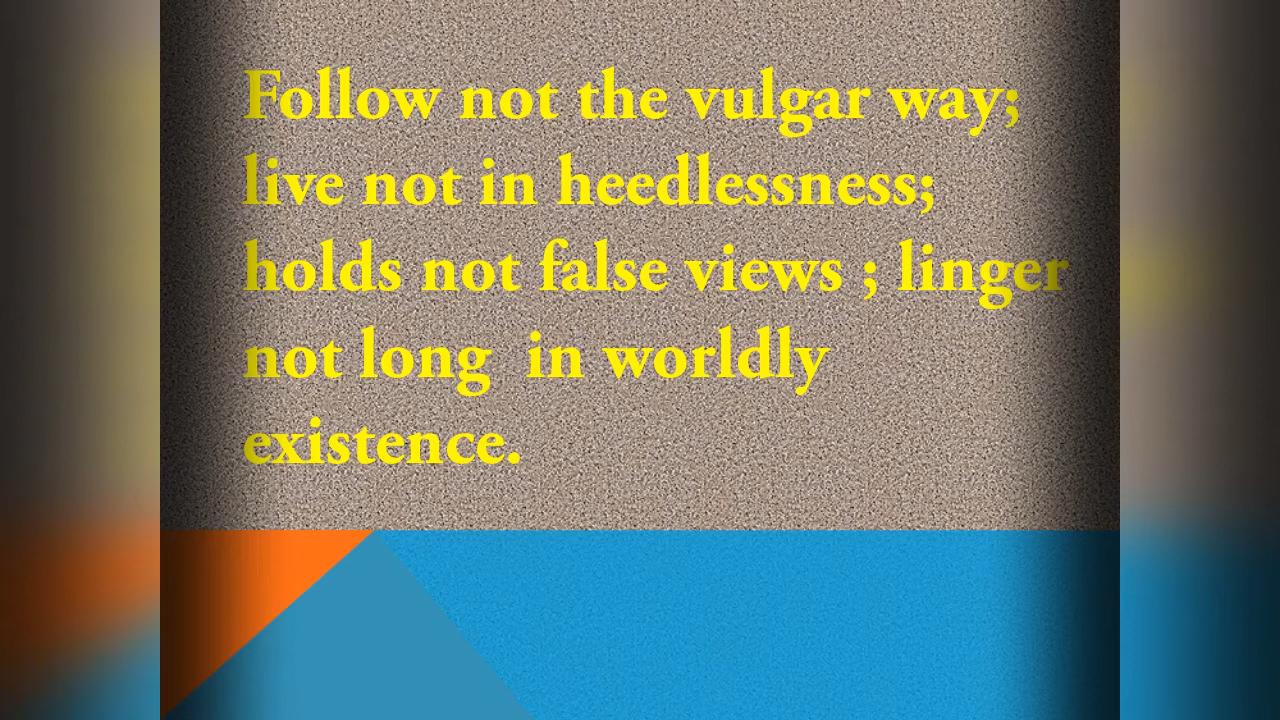 Follow not the vulgar way;
live not in heedlessness;
holds not false views ; linger
not long  in worldly
existence.